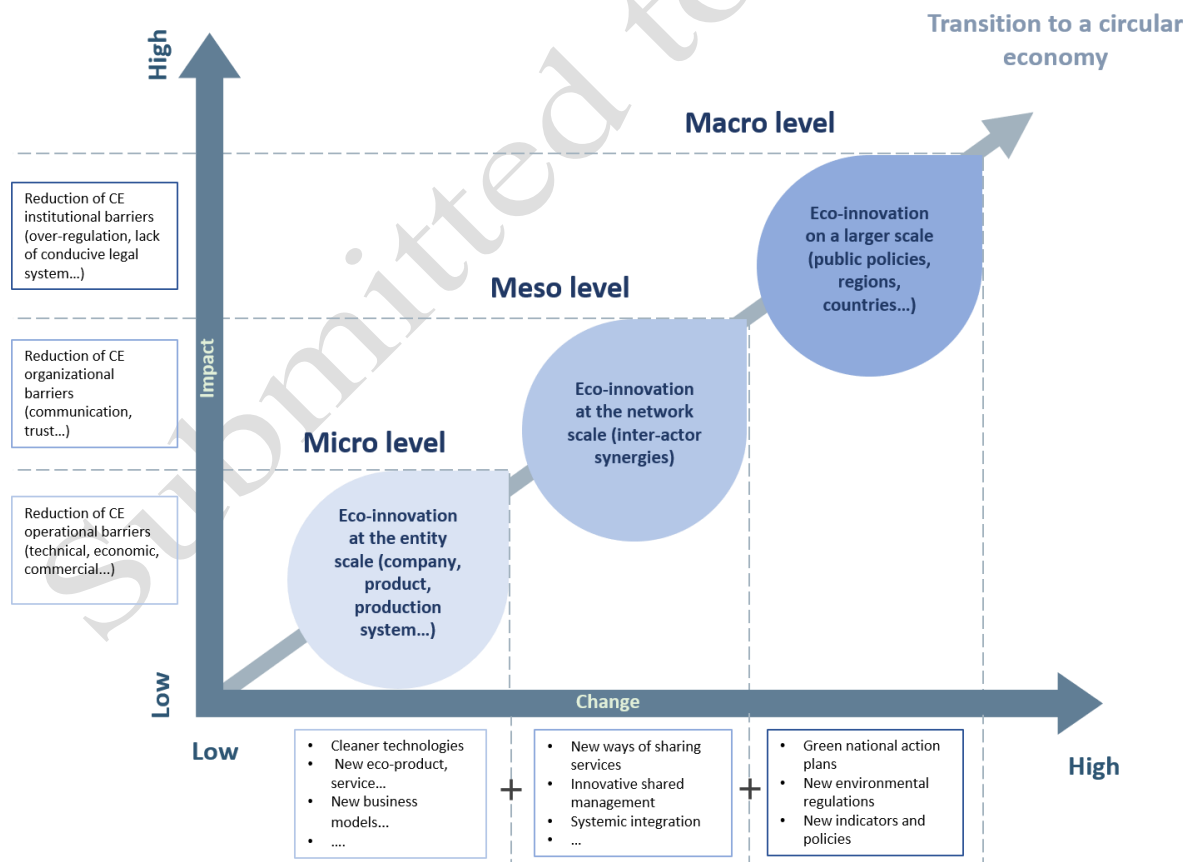 Transition to a circular
economy
High
Macro level
Reduction of CE
institutional barriers
(over-regulation, lack
of conducive legal
system...)
Eco-innovation
on a larger scale
(public policies,
regions,
countries...)
Meso level
Reduction of CE
organizational
barriers
(communication,
trust...)
Impact
Eco-innovation
at the network
scale (inter-actor
synergies)
Micro level
Reduction of CE
operational barriers
(technical, economic,
commercial...)
Eco-innovation
at the entity
scale (company,
product,
production
system...)
Low
Change
Low
High
• Cleaner technologies
• New eco-product,
service...
• New business
models...
• ....
+
• New ways of sharing
services
• Innovative shared
management
• Systemic integration
• ...
+
• Green national action
plans
• New environmental
regulations
• New indicators and
policies
Submitted to